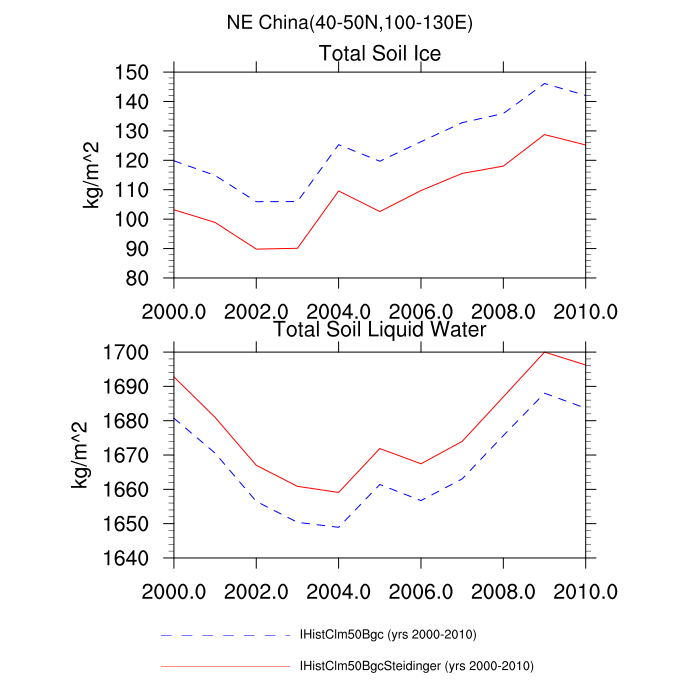 NE China(40-50N,100-130E)
Total Soil Ice
150
140
130
120
110
100
90
80
kg/m^2
2000.0 2002.0 2004.0 2006.0 2008.0 2010.0
Total Soil Liquid Water
1700
1690
1680
1670
1660
1650
1640
kg/m^2
2000.0 2002.0 2004.0 2006.0 2008.0 2010.0
IHistClm50Bgc (yrs 2000-2010)
IHistClm50BgcSteidinger (yrs 2000-2010)